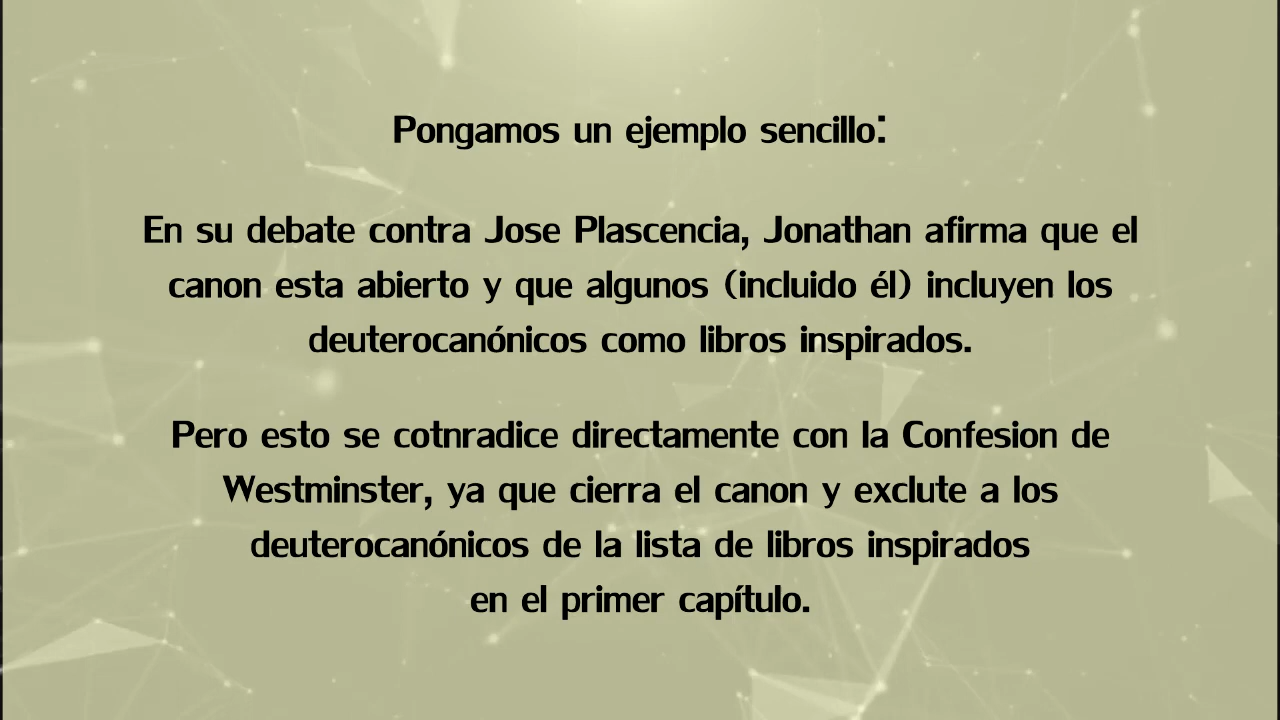 Pongamos un ejemplo sencillo:
En su debate contra Jose Plascencia, Jonathan afirma que el
canon esta abierto y que algunos (incluido él) incluyen los
deuterocanónicos como libros inspirados.
Pero esto se cotnradice directamente con la Confesion de
Westminster, ya que cierra el canon y exclute a los
deuterocanónicos de la lista de libros inspirados
en el primer capítulo.